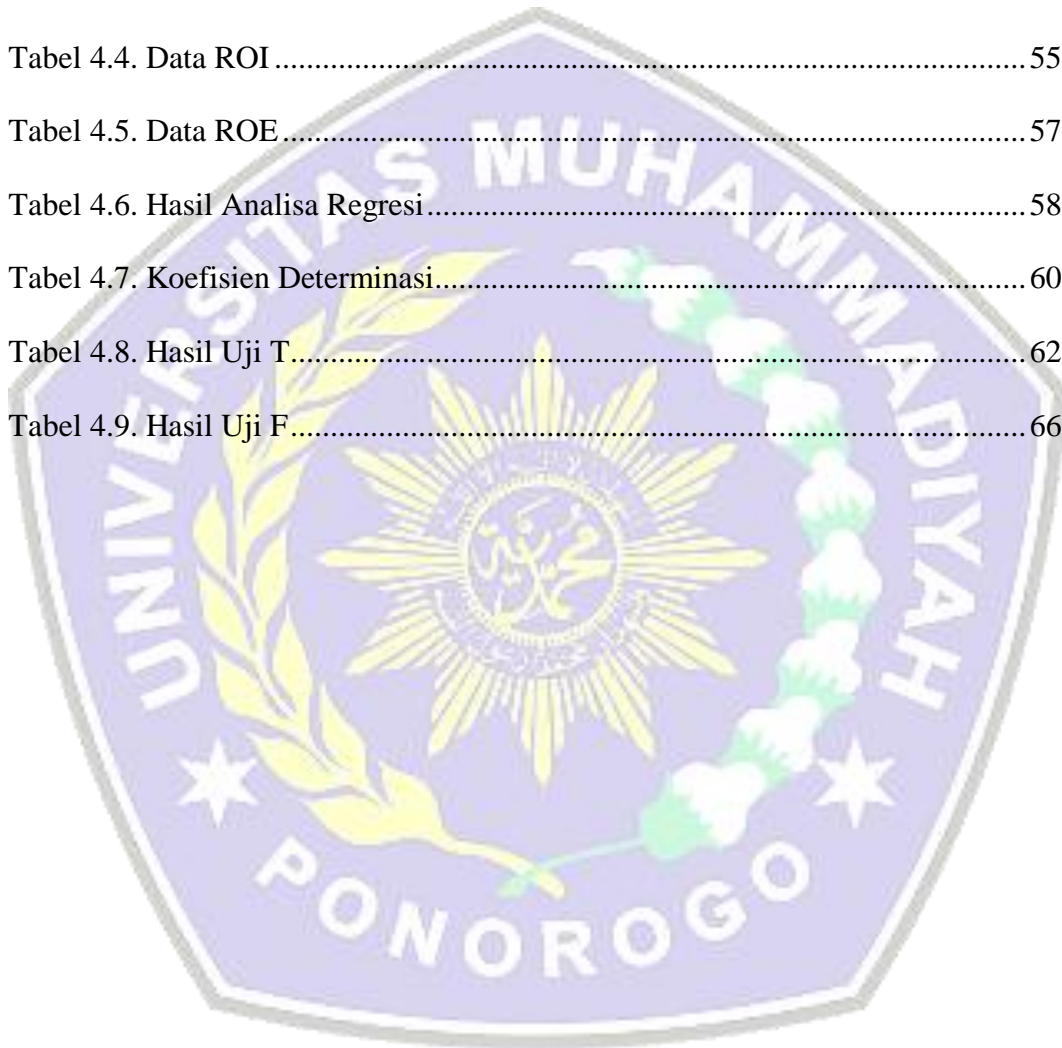 Tabel 4.4. Data ROI ........................................ 55
Tabel 4.5. Data ROE ........................................ 57
Tabel 4.6. Hasil Analisa Regresi ........................................ 58
Tabel 4.7. Koefisien Determinasi ........................................ 60
Tabel 4.8. Hasil Uji T ........................................ 62
Tabel 4.9. Hasil Uji F ........................................ 66
UNIVERSITAS MUHAMMADIYAH
PONOROGO